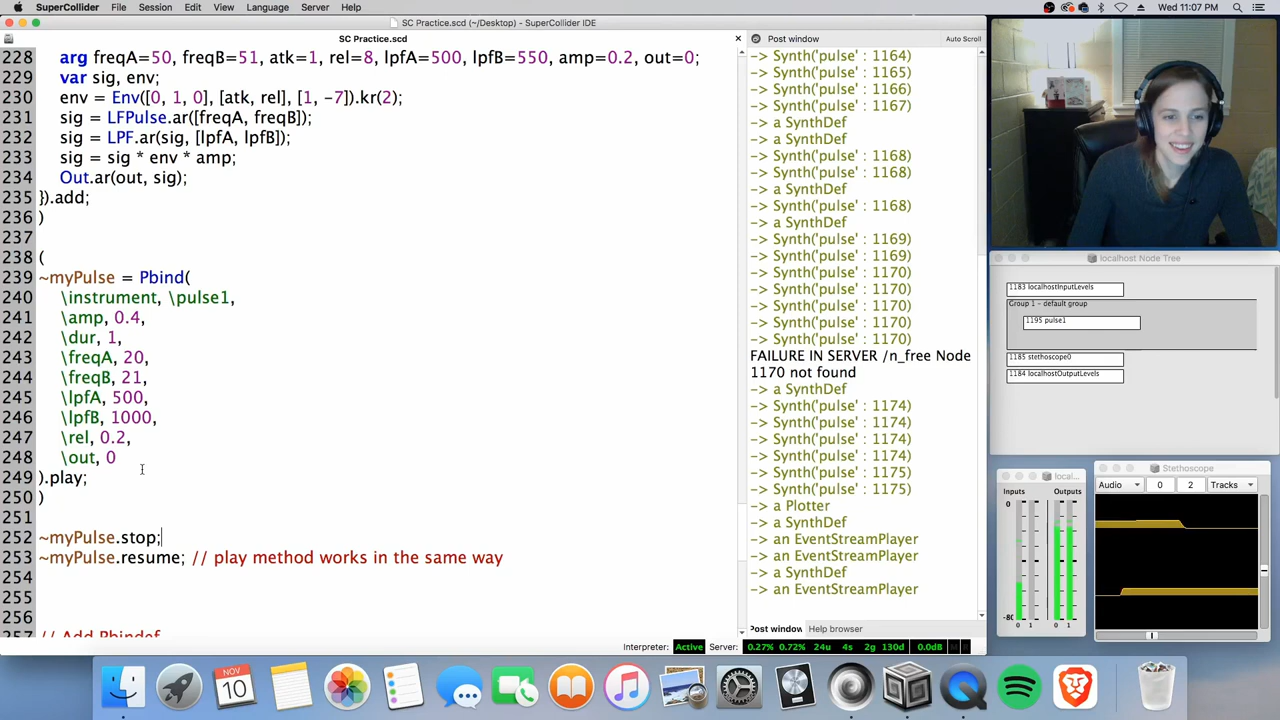 SuperCollider IDE File Session Edit View Language Server Help Wed 11:07 PM
SC Practice.scd (~/Desktop) - SuperCollider IDE
SC Practice.scd
228 arg freqA=50, freqB=51, atk=1, rel=8, lpfA=500, lpfB=550, amp=0.2, out=0;
229 var sig, env;
230 env = Env([0, 1, 0], [atk, rel], [1, -7]).kr(2);
231 sig = LFPulse.ar([freqA, freqB]);
232 sig = LPF.ar(sig, [lpfA, lpfB]);
233 sig = sig * env * amp;
234 Out.ar(out, sig);
235 }).add;
236 )
237
238 (
239 ~myPulse = Pbind(
240 \instrument, \pulse1,
241 \amp, 0.4,
242 \dur, 1,
243 \freqA, 20,
244 \freqB, 21,
245 \lpfA, 500,
246 \lpfB, 1000,
247 \rel, 0.2,
248 \out, 0
249 ).play;
250 )
251
252 ~myPulse.stop;
253 ~myPulse.resume; // play method works in the same way
254
255
256
257 // Add Pbindef
Post window Auto Scroll
-> Synth('pulse' : 1164)
-> Synth('pulse' : 1165)
-> Synth('pulse' : 1166)
-> Synth('pulse' : 1167)
-> a SynthDef
-> a SynthDef
-> Synth('pulse' : 1168)
-> Synth('pulse' : 1168)
-> a SynthDef
-> Synth('pulse' : 1168)
-> a SynthDef
-> Synth('pulse' : 1169)
-> Synth('pulse' : 1169)
-> Synth('pulse' : 1170)
-> Synth('pulse' : 1170)
-> Synth('pulse' : 1170)
-> Synth('pulse' : 1170)
-> Synth('pulse' : 1170)
FAILURE IN SERVER /n_free Node
1170 not found
-> a SynthDef
-> Synth('pulse' : 1174)
-> Synth('pulse' : 1174)
-> Synth('pulse' : 1174)
-> Synth('pulse' : 1174)
-> Synth('pulse' : 1175)
-> Synth('pulse' : 1175)
-> a Plotter
-> a SynthDef
-> an EventStreamPlayer
-> an EventStreamPlayer
-> a SynthDef
-> an EventStreamPlayer
Post window Help browser
Interpreter: Active Server: 0.27% 0.72% 24u 4s 2g 130d 0.0dB M R
localhost Node Tree
1183 localhostInputLevels
Group 1 - default group
1195 pulse1
1185 stethoscope0
1184 localhostOutputLevels
local...
Inputs Outputs
0
-80
0 1 0 1
Stethoscope
Audio 0 2 Tracks
NOV
10